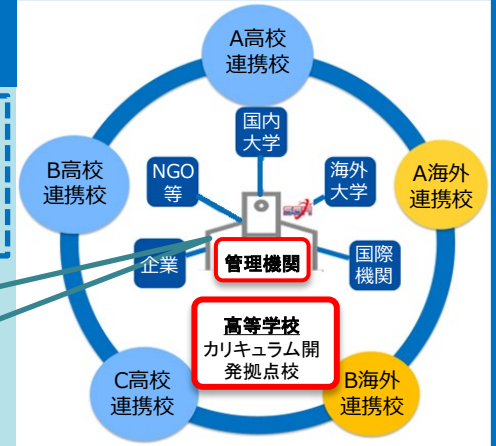 A高校
連携校
国内
大学
B高校
連携校
NGO
等
海外
大学
A海外
連携校
企業
管理機関
国際
機関
高等学校
カリキュラム開
発拠点校
C高校
連携校
B海外
連携校